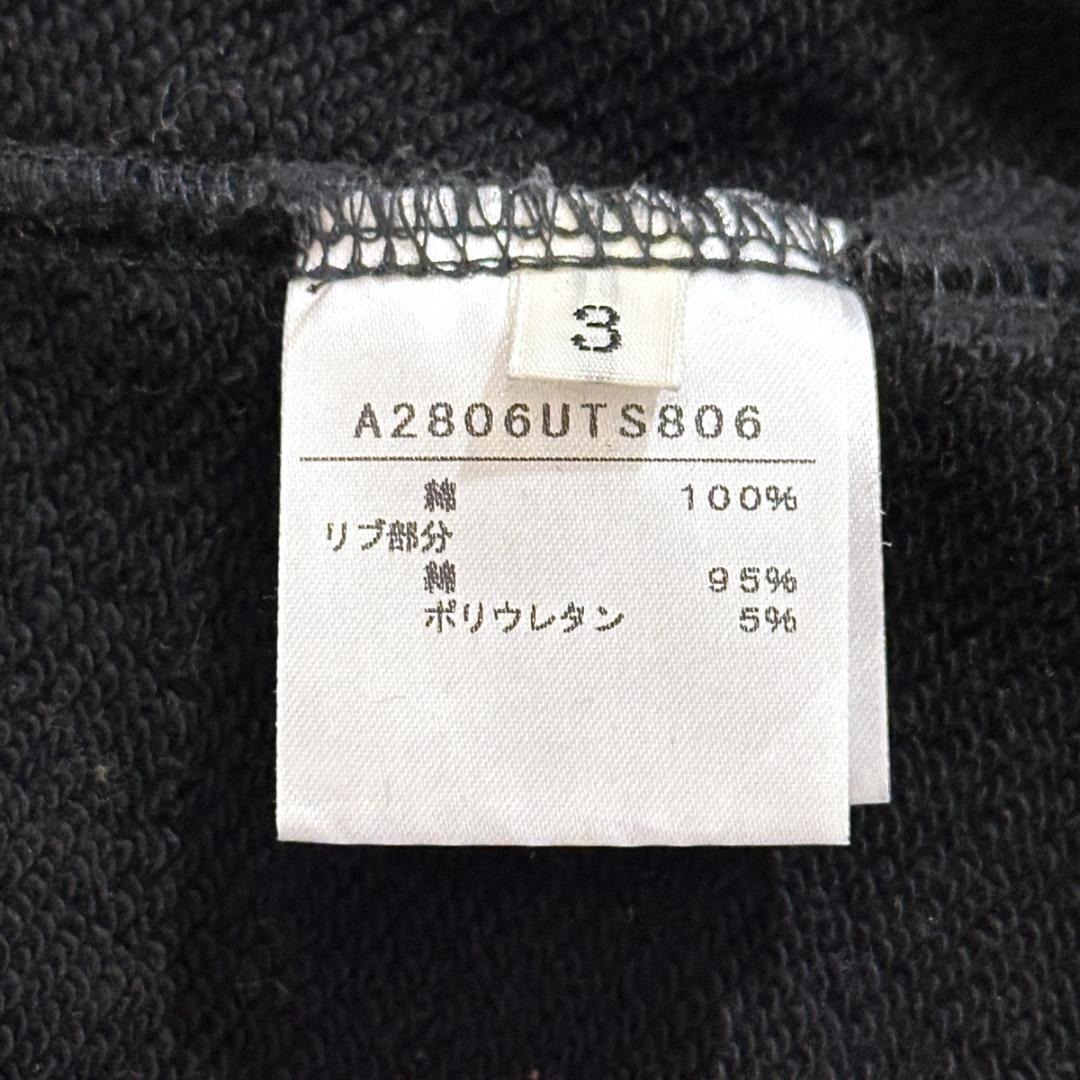 3
A2806UTS806
綿 100%
リブ部分
綿 95%
ポリウレタン 5%